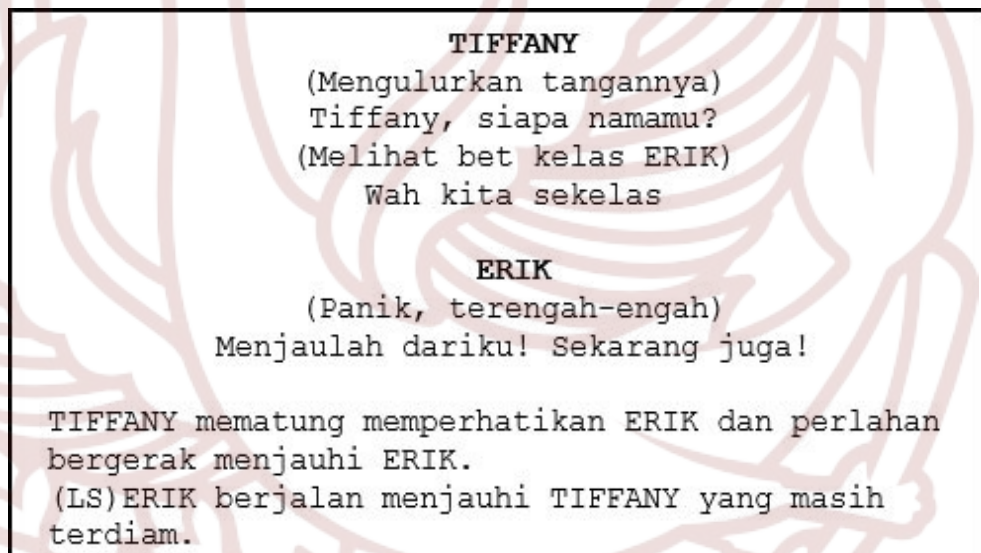 TIFFANY
(Mengulurkan tangannya)
Tiffany, siapa namamu?
(Melihat bet kelas ERIK)
Wah kita sekelas
ERIK
(Panik, terengah-engah)
Menjaulah dariku! Sekarang juga!
TIFFANY mematung memperhatikan ERIK dan perlahan
bergerak menjauhi ERIK.
(LS)ERIK berjalan menjauhi TIFFANY yang masih
terdiam.